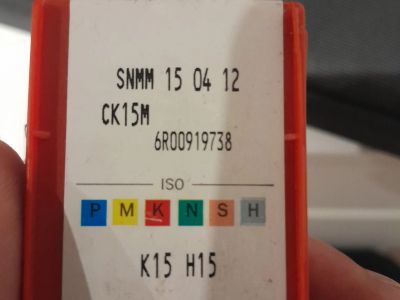 SNMM 15 04 12
CK15M
6R00919738
ISO
P M K N S H
K15 H15